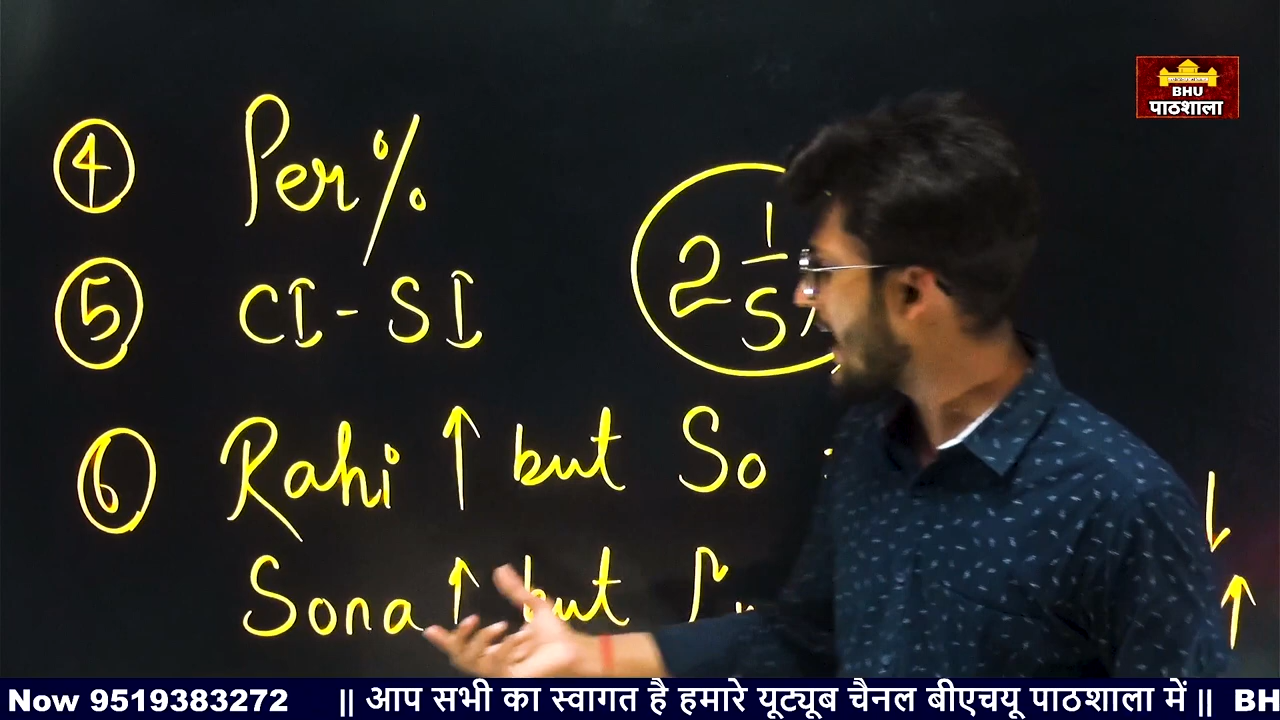 BHU
पाठशाला
④ Per%
⑤ CI - SI
2 1/5
⑥ Rahi ↑ but So
↓
Sona ↑ but
↑
Now 9519383272 || आप सभी का स्वागत है हमारे यूट्यूब चैनल बीएचयू पाठशाला में || BH